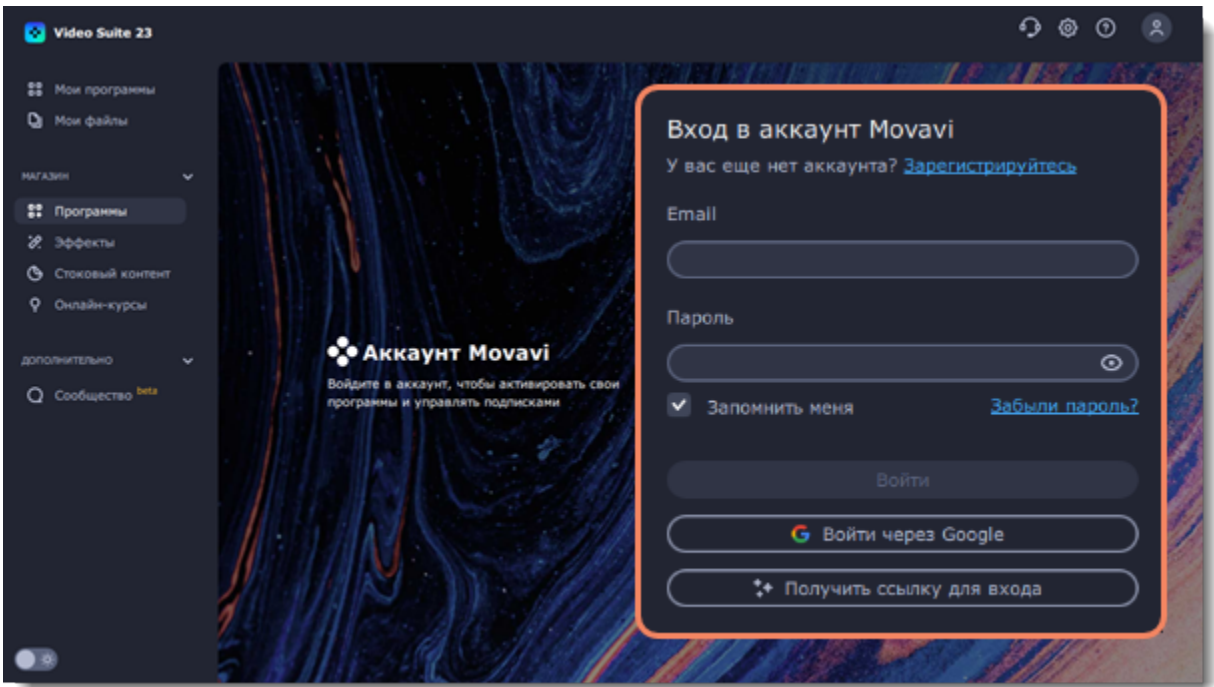 Video Suite 23
Мои программы
Мои файлы
МАГАЗИН
Программы
Эффекты
Стоковый контент
Онлайн-курсы
ДОПОЛНИТЕЛЬНО
Сообщество beta
Аккаунт Movavi
Войдите в аккаунт, чтобы активировать свои
программы и управлять подписками
Вход в аккаунт Movavi
У вас еще нет аккаунта? Зарегистрируйтесь
Email
Пароль
Запомнить меня
Забыли пароль?
Войти
Войти через Google
Получить ссылку для входа